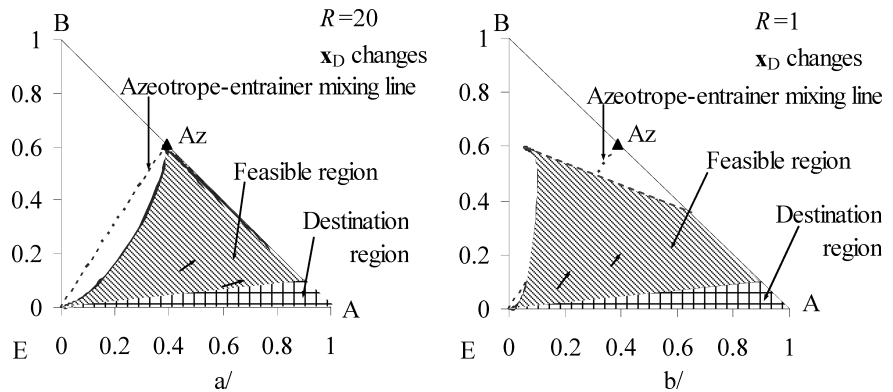 B
R=20
x_D changes
Azeotrope-entrainer mixing line
Az
Feasible region
Destination
region
1
0.8
0.6
0.4
0.2
0
A
E
0 0.2 0.4 0.6 0.8 1
a/
B
R=1
x_D changes
Azeotrope-entrainer mixing line
Az
Feasible region
Destination
region
1
0.8
0.6
0.4
0.2
0
A
E
0 0.2 0.4 0.6 0.8 1
b/